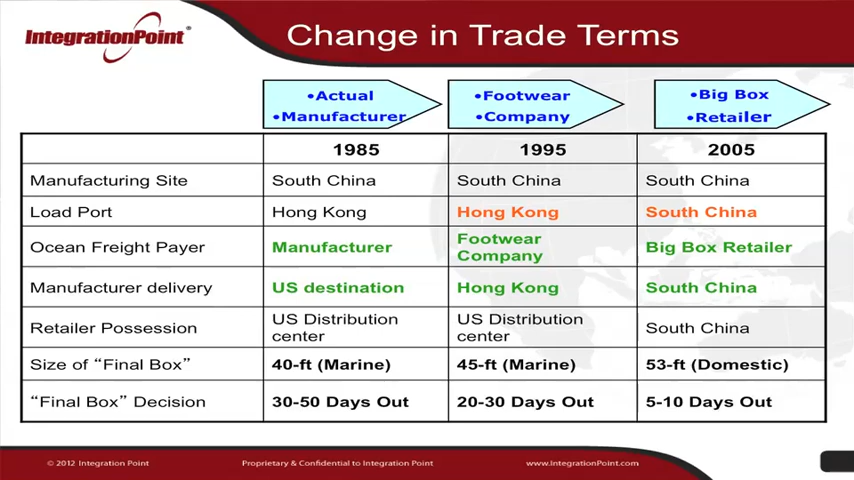 IntegrationPoint®
Change in Trade Terms
•Actual
•Manufacturer
•Footwear
•Company
•Big Box
•Retailer
1985 1995 2005
Manufacturing Site South China South China South China
Load Port Hong Kong Hong Kong South China
Ocean Freight Payer Manufacturer Footwear Company Big Box Retailer
Manufacturer delivery US destination Hong Kong South China
Retailer Possession US Distribution center US Distribution center South China
Size of “Final Box” 40-ft (Marine) 45-ft (Marine) 53-ft (Domestic)
“Final Box” Decision 30-50 Days Out 20-30 Days Out 5-10 Days Out
© 2012 Integration Point Proprietary & Confidential to Integration Point www.IntegrationPoint.com